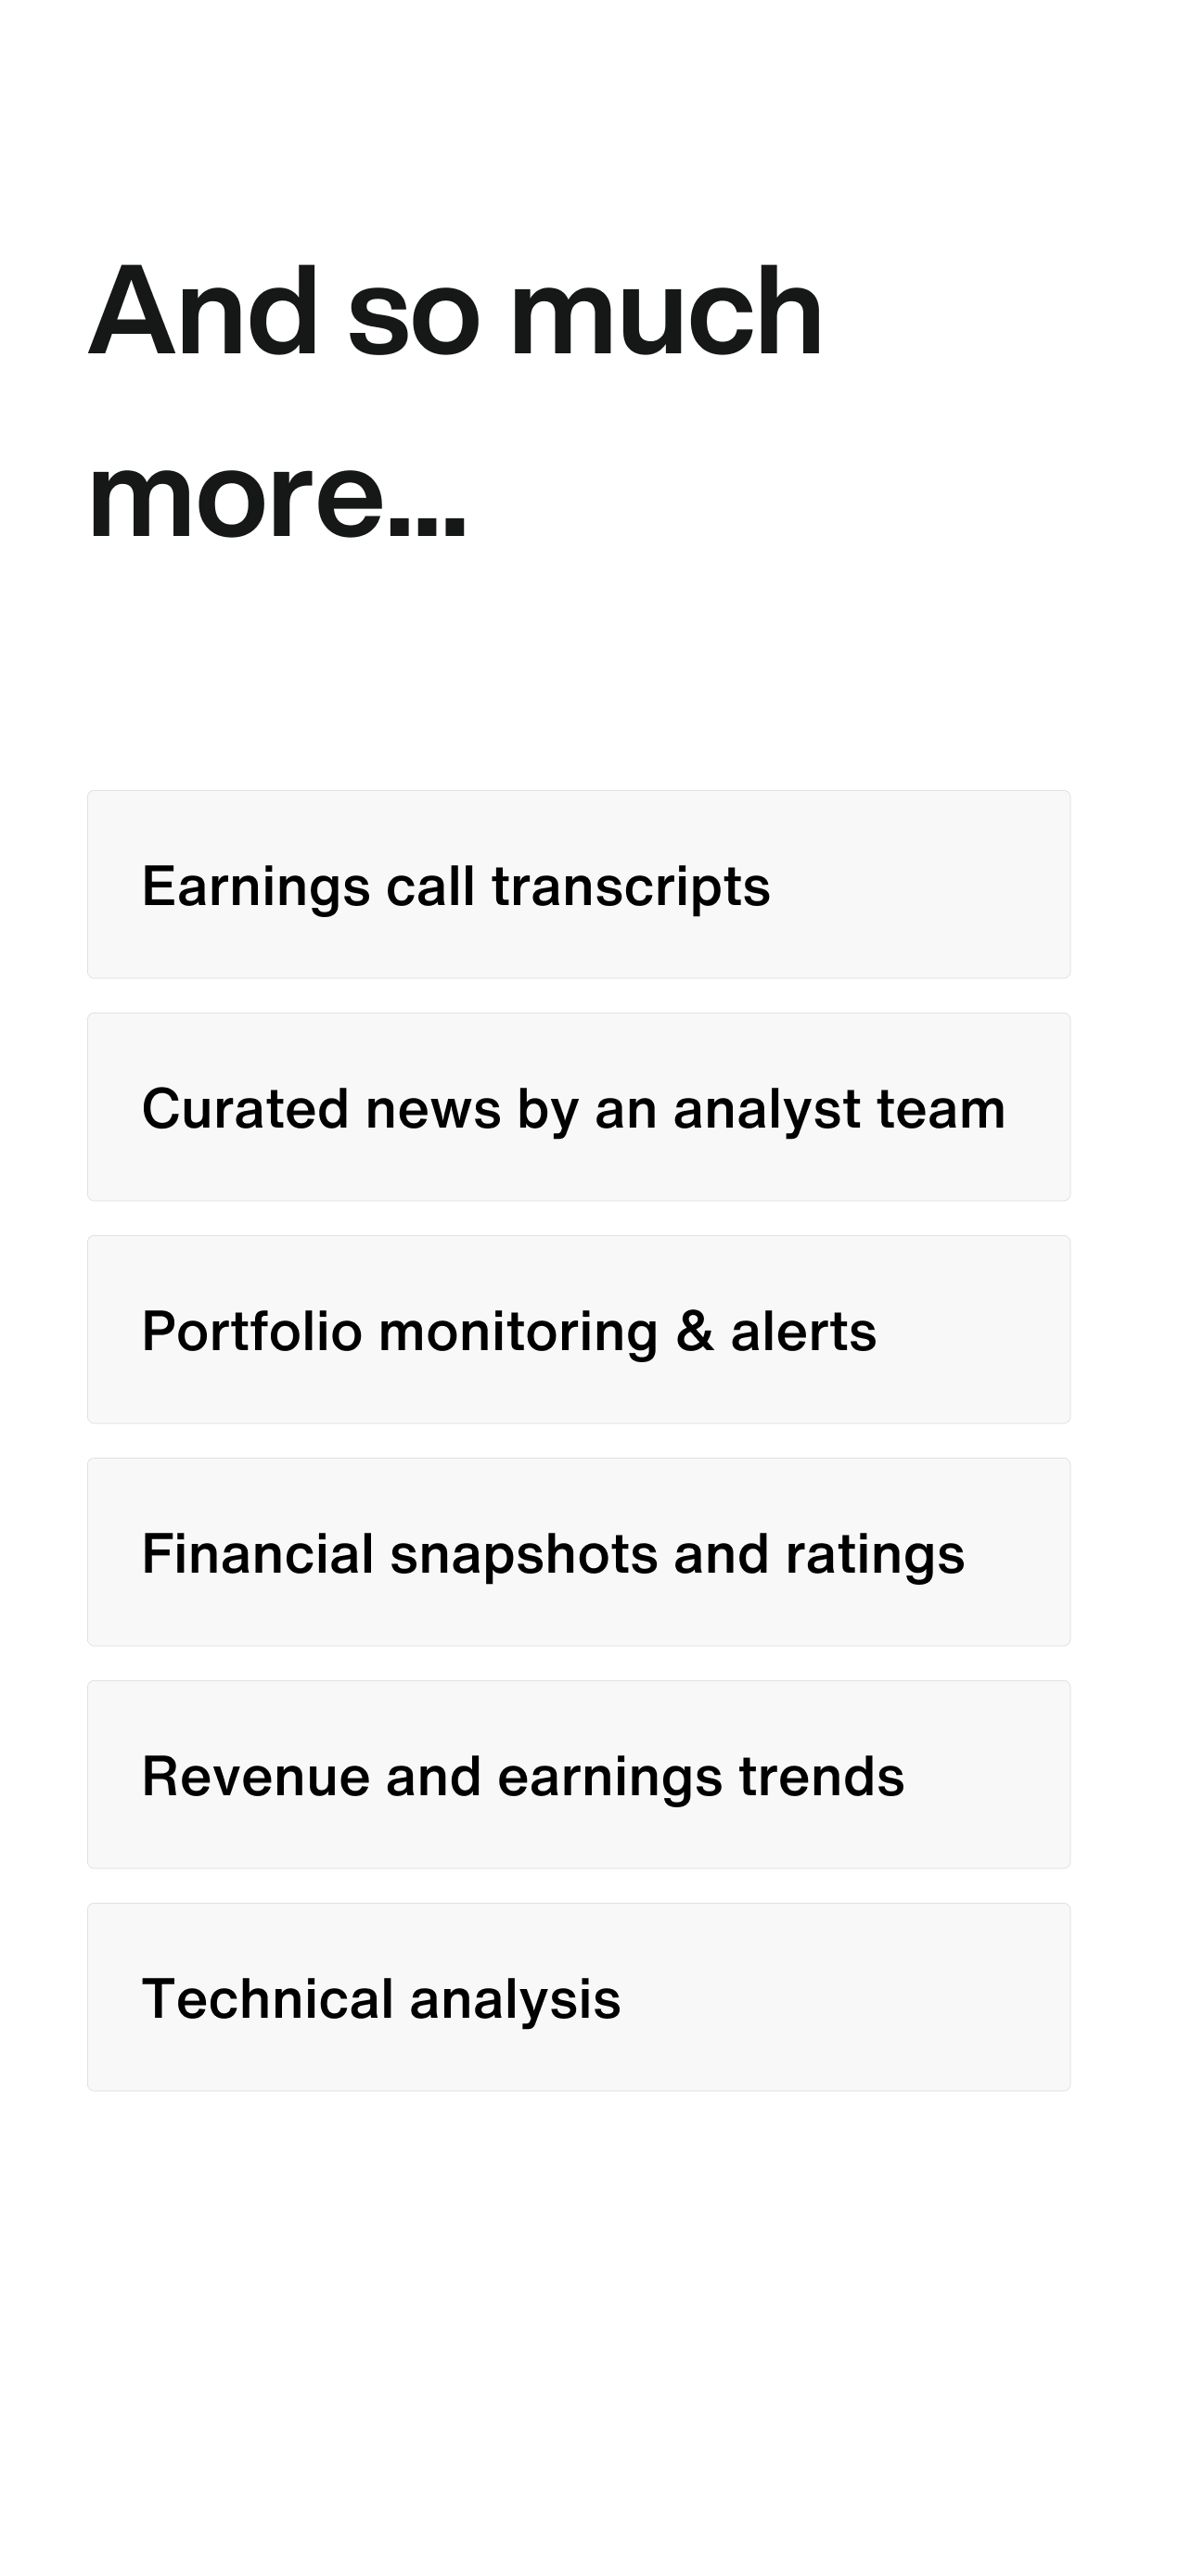 And so much
more...
Earnings call transcripts
Curated news by an analyst team
Portfolio monitoring & alerts
Financial snapshots and ratings
Revenue and earnings trends
Technical analysis